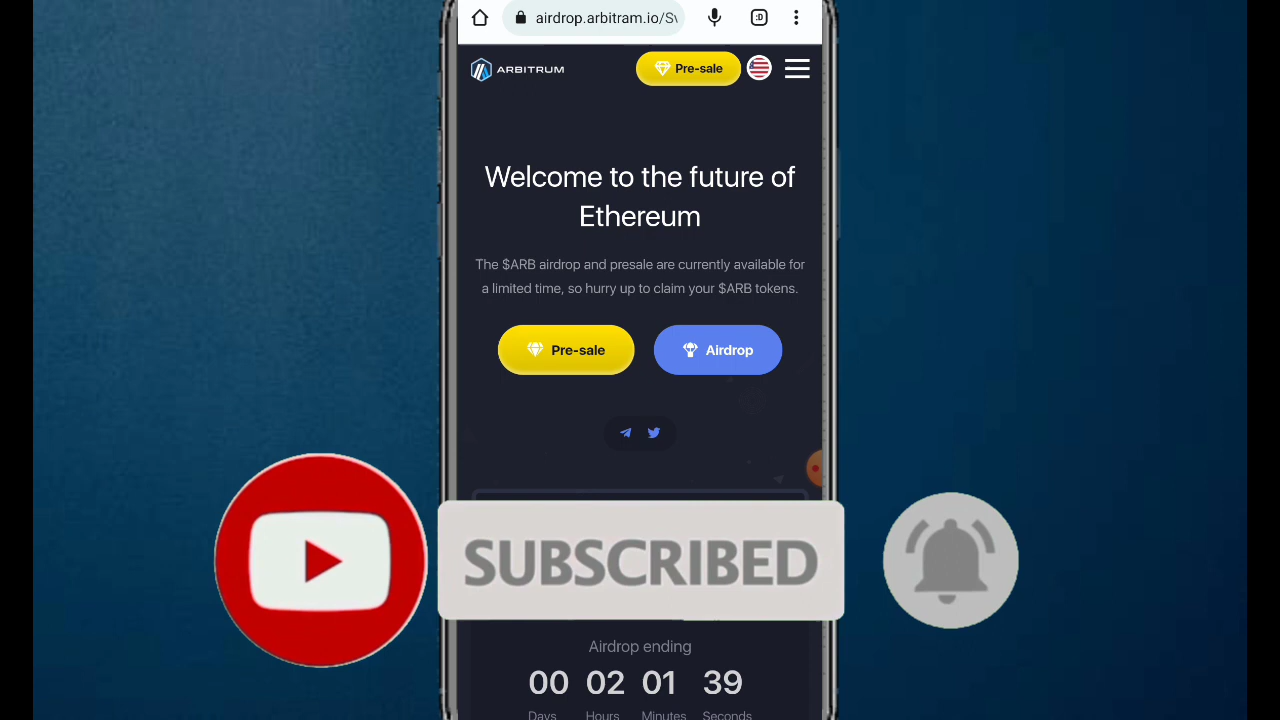 airdrop.arbitram.io/Sv
:D
ARBITRUM
Pre-sale
Welcome to the future of
Ethereum
The $ARB airdrop and presale are currently available for
a limited time, so hurry up to claim your $ARB tokens.
Pre-sale
Airdrop
SUBSCRIBED
Airdrop ending
00 02 01 39
Days Hours Minutes Seconds